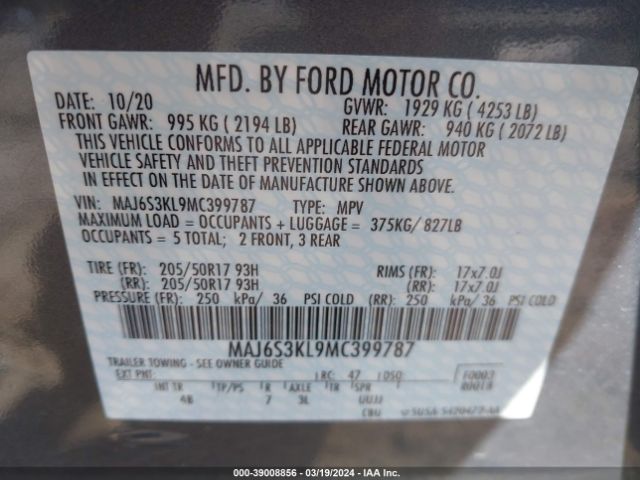 MFD. BY FORD MOTOR CO.
DATE: 10/20 GVWR: 1929 KG ( 4253 LB)
FRONT GAWR: 995 KG ( 2194 LB) REAR GAWR: 940 KG ( 2072 LB)
THIS VEHICLE CONFORMS TO ALL APPLICABLE FEDERAL MOTOR
VEHICLE SAFETY AND THEFT PREVENTION STANDARDS
IN EFFECT ON THE DATE OF MANUFACTURE SHOWN ABOVE.
VIN: MAJ6S3KL9MC399787 TYPE: MPV
MAXIMUM LOAD = OCCUPANTS + LUGGAGE = 375KG/ 827LB
OCCUPANTS = 5 TOTAL; 2 FRONT, 3 REAR
TIRE (FR): 205/50R17 93H RIMS (FR): 17x7.0J
(RR): 205/50R17 93H (RR): 17x7.0J
PRESSURE (FR): 250 kPa/ 36 PSI COLD (RR): 250 kPa/ 36 PSI COLD
MAJ6S3KL9MC399787
TRAILER TOWING - SEE OWNER GUIDE
EXT PNT: RC: 47 DSO: F0003
INT TR TP/PS R AXLE TR SPR
4B 7 3L UUJJ
CBU
000-39008856 - 03/19/2024 - IAA Inc.